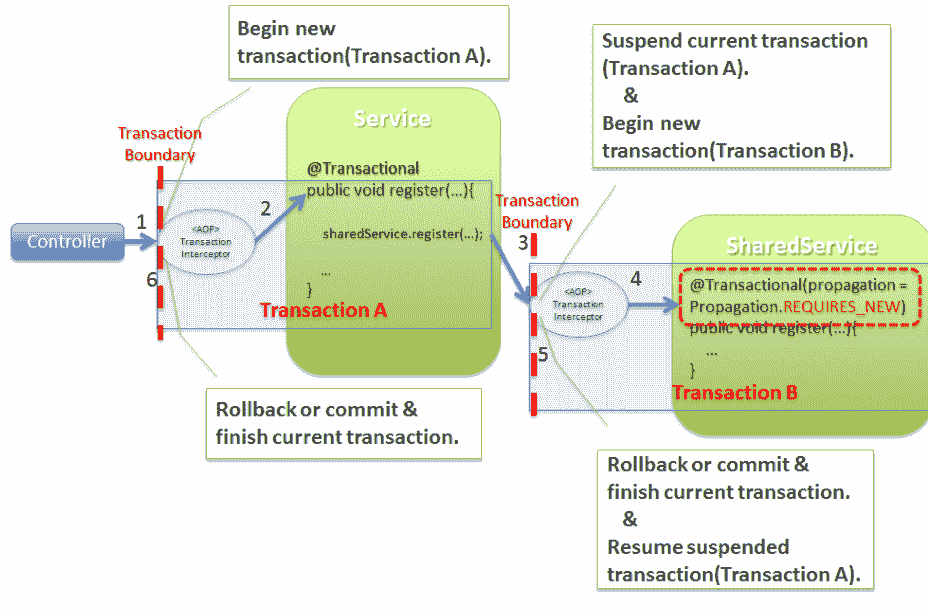 Begin new
transaction(Transaction A).
Suspend current transaction
(Transaction A).
&
Begin new
transaction(Transaction B).
Service
Transaction
Boundary
@Transactional
public void register(...){
sharedService.register(...);
...
}
Transaction A
Controller
1
2
<AOP>
Transaction
Interceptor
6
Transaction
Boundary
3
SharedService
<AOP>
Transaction
Interceptor
4
5
@Transactional(propagation =
Propagation.REQUIRES_NEW)
public void register(...){
...
}
Transaction B
Rollback or commit &
finish current transaction.
Rollback or commit &
finish current transaction.
&
Resume suspended
transaction(Transaction A).